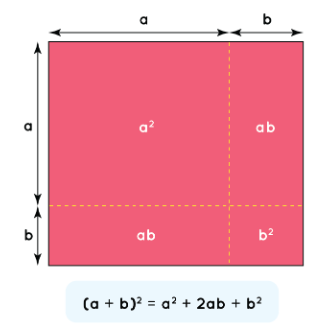 a b
a a² ab
b ab b²
(a + b)² = a² + 2ab + b²